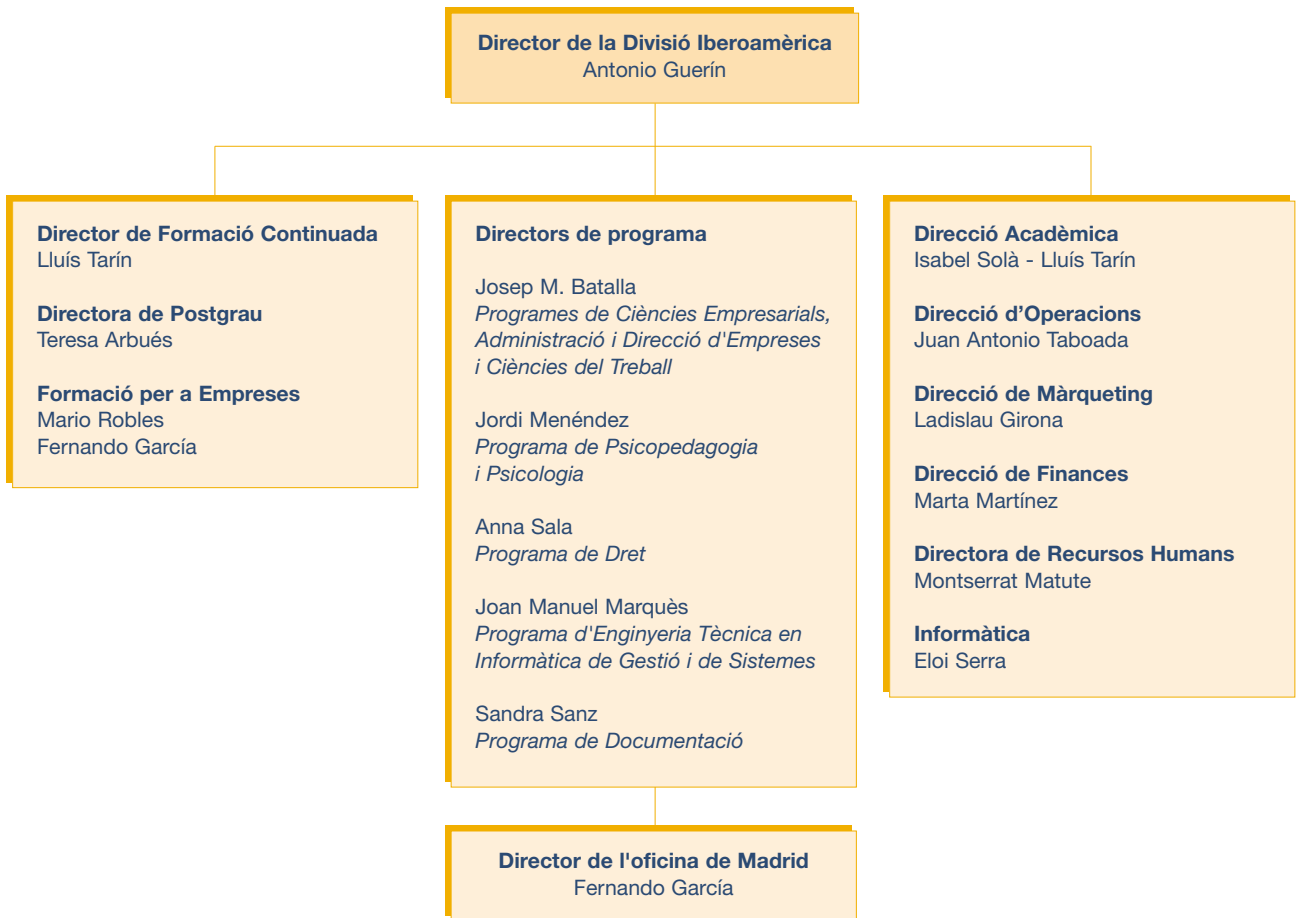 Director de la Divisió Iberoamèrica
Antonio Guerín
Director de Formació Continuada
Lluís Tarín
Directora de Postgrau
Teresa Arbués
Formació per a Empreses
Mario Robles
Fernando García
Directors de programa
Josep M. Batalla
Programes de Ciències Empresarials,
Administració i Direcció d'Empreses
i Ciències del Treball
Jordi Menéndez
Programa de Psicopedagogia
i Psicologia
Anna Sala
Programa de Dret
Joan Manuel Marquès
Programa d'Enginyeria Tècnica en
Informàtica de Gestió i de Sistemes
Sandra Sanz
Programa de Documentació
Direcció Acadèmica
Isabel Solà - Lluís Tarín
Direcció d’Operacions
Juan Antonio Taboada
Direcció de Màrqueting
Ladislau Girona
Direcció de Finances
Marta Martínez
Directora de Recursos Humans
Montserrat Matute
Informàtica
Eloi Serra
Director de l'oficina de Madrid
Fernando García